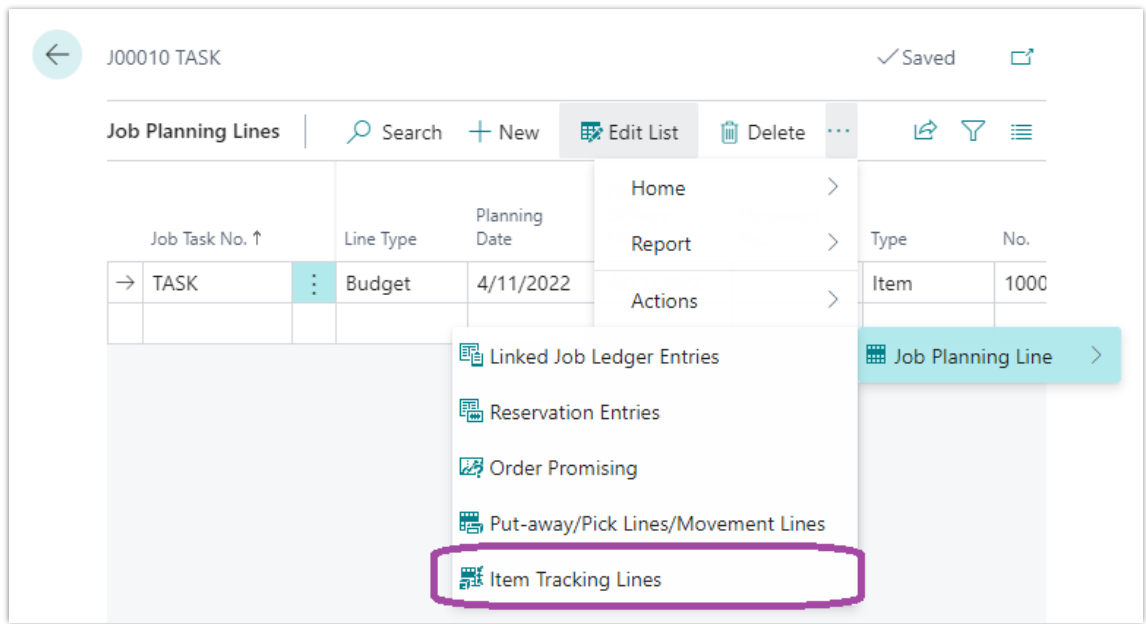 J00010 TASK
Saved
Job Planning Lines
Search
New
Edit List
Delete
Home
Report
Actions
Job Task No. ↑
Line Type
Planning
Date
Type
No.
TASK
Budget
4/11/2022
Item
1000
Job Planning Line
Linked Job Ledger Entries
Reservation Entries
Order Promising
Put-away/Pick Lines/Movement Lines
Item Tracking Lines